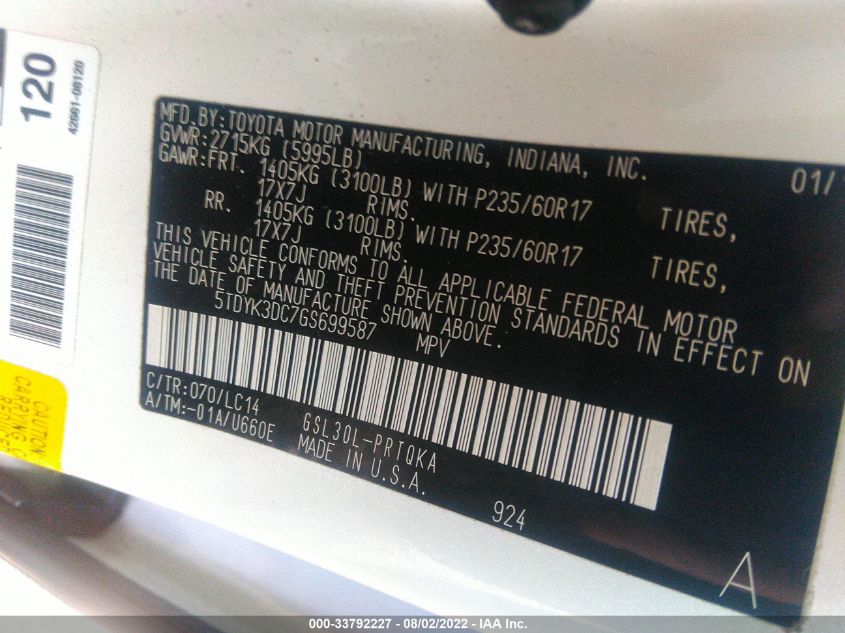 120
42661-08120
MFD.BY:TOYOTA MOTOR MANUFACTURING, INDIANA, INC. 01/
GVWR:2715KG (5995LB)
GAWR:FRT. 1405KG (3100LB) WITH P235/60R17 TIRES,
17X7J RIMS.
RR. 1405KG (3100LB) WITH P235/60R17 TIRES,
17X7J RIMS.
THIS VEHICLE CONFORMS TO ALL APPLICABLE FEDERAL MOTOR
VEHICLE SAFETY AND THEFT PREVENTION STANDARDS IN EFFECT ON
THE DATE OF MANUFACTURE SHOWN ABOVE.
5TDYK3DC7GS699587 MPV
C/TR:070/LC14 GSL30L-PRTQKA
A/TM:-01A/U660E MADE IN U.S.A.
924
A
CAUTION
CARRYING
000-33792227 - 08/02/2022 - IAA Inc.